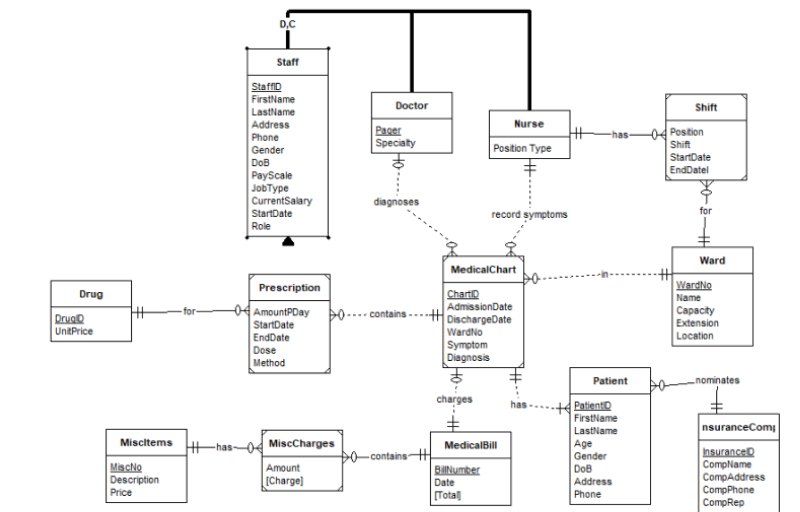 D,C
Staff
StaffID
FirstName
LastName
Address
Phone
Gender
DoB
PayScale
JobType
CurrentSalary
StartDate
Role
Doctor
Pager
Specialty
Nurse
Position Type
has
Shift
Position
Shift
StartDate
EndDateI
diagnoses
record symptoms
for
Drug
DrugID
UnitPrice
for
Prescription
AmountPDay
StartDate
EndDate
Dose
Method
contains
MedicalChart
ChartID
AdmissionDate
DischargeDate
WardNo
Symptom
Diagnosis
in
Ward
WardNo
Name
Capacity
Extension
Location
charges
has
Patient
PatientID
FirstName
LastName
Age
Gender
DoB
Address
Phone
nominates
nsuranceComp
InsuranceID
CompName
CompAddress
CompPhone
CompRep
MiscItems
MiscNo
Description
Price
has
MiscCharges
Amount
[Charge]
contains
MedicalBill
BillNumber
Date
[Total]